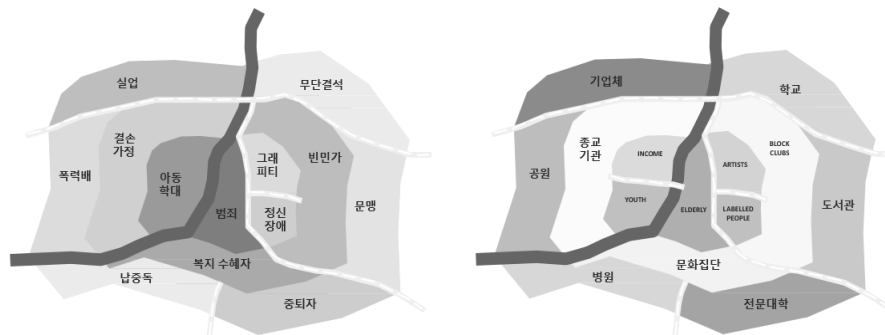 실업
무단결석
결손
가정
폭력배
아동
학대
그래
피티
빈민가
범죄
정신
장애
문맹
복지 수혜자
납중독
중퇴자
기업체
학교
종교
기관
INCOME
ARTISTS
BLOCK
CLUBS
공원
YOUTH
ELDERLY
LABELLED
PEOPLE
도서관
문화집단
병원
전문대학